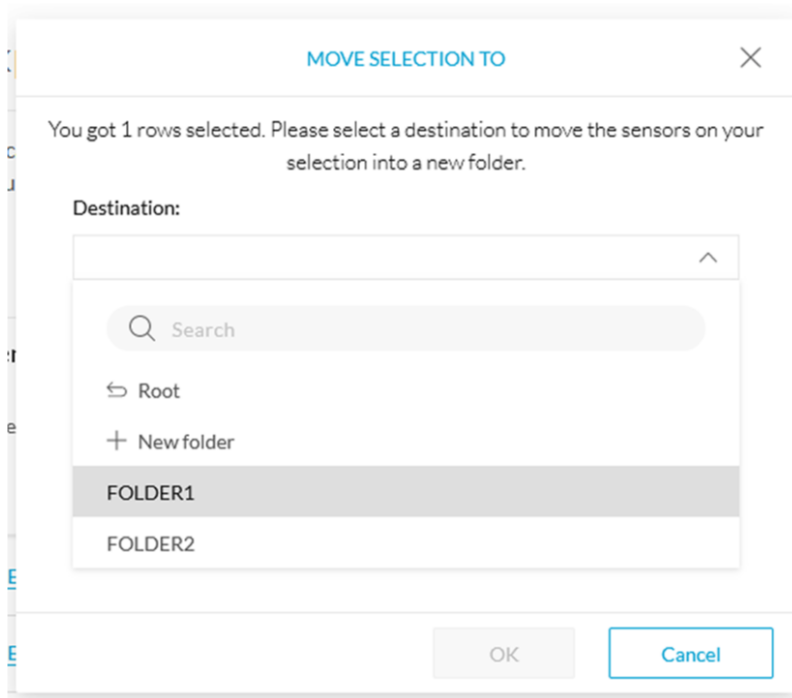 MOVE SELECTION TO
You got 1 rows selected. Please select a destination to move the sensors on your
selection into a new folder.
Destination:
Search
Root
New folder
FOLDER1
FOLDER2
OK
Cancel